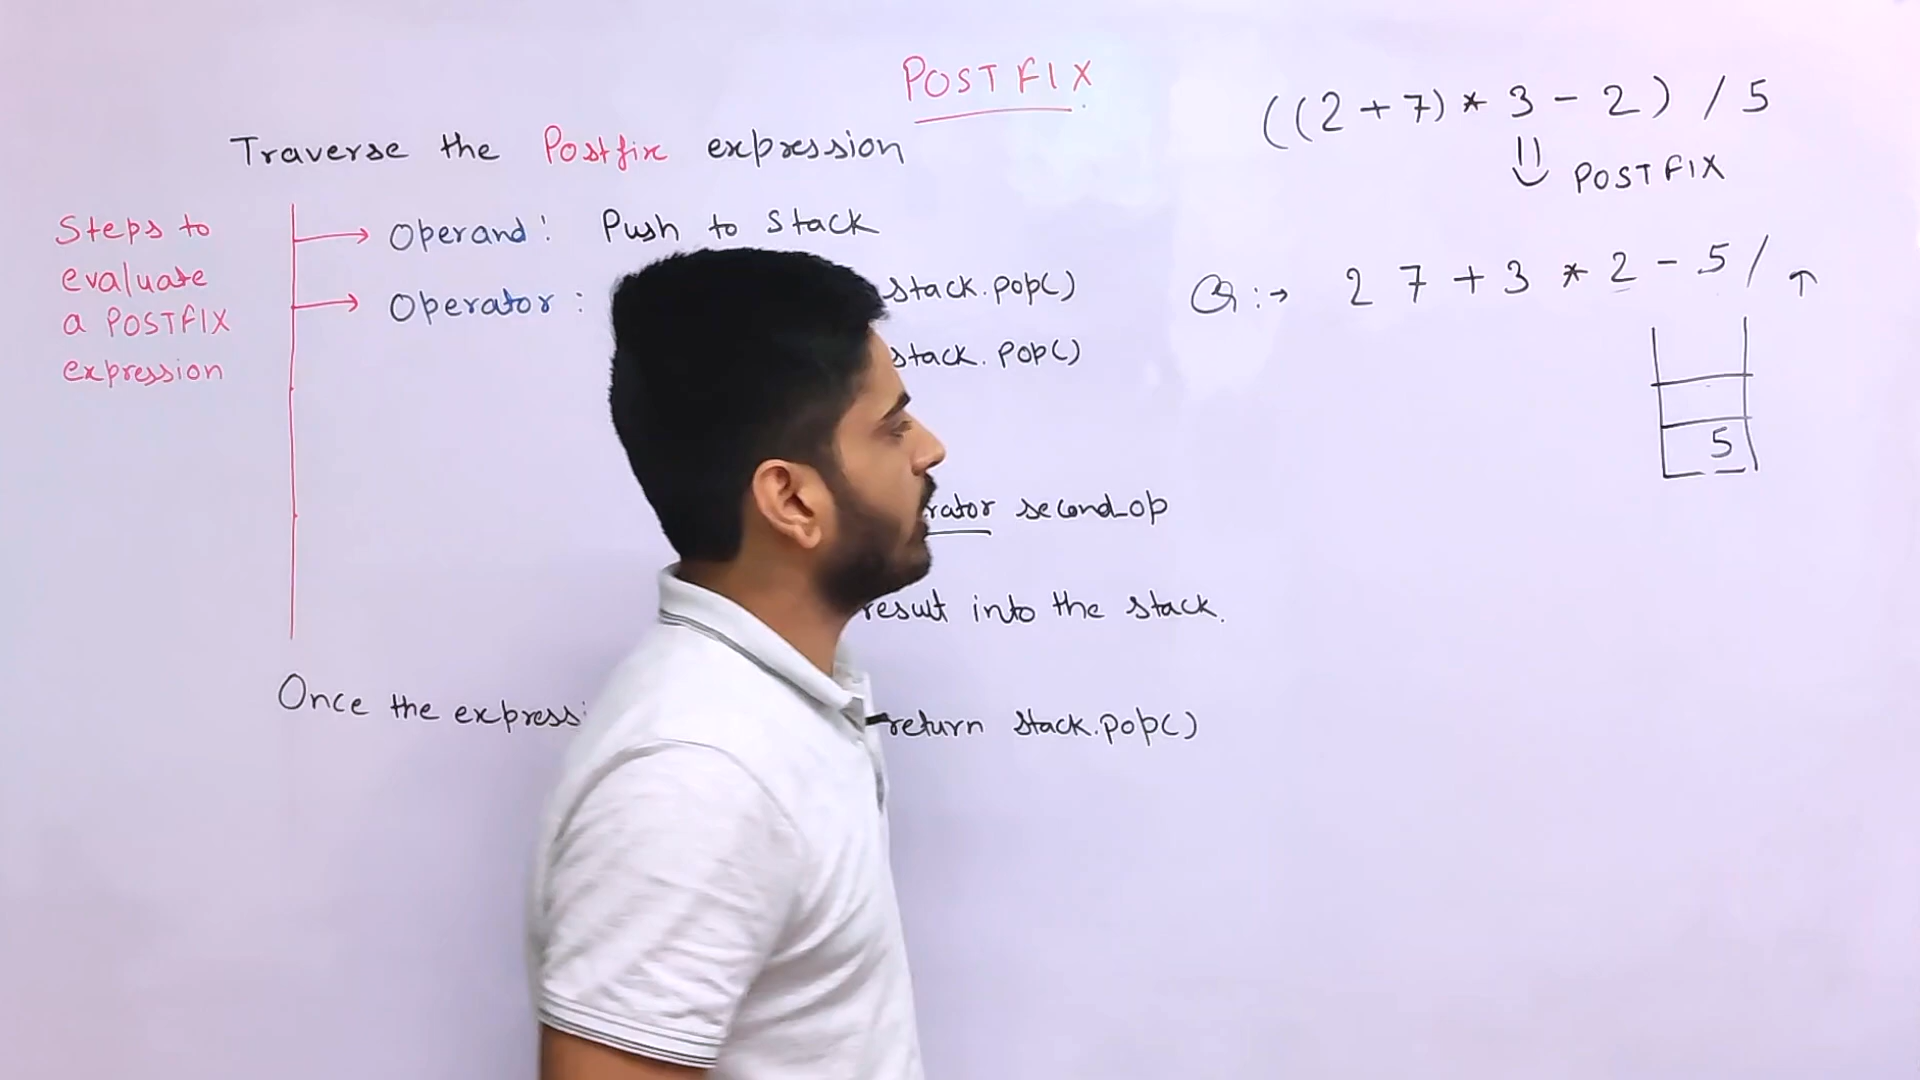 POSTFIX
Traverse the Postfix expression
Steps to
evaluate
a POSTFIX
expression
Operand: Push to stack
Operator: stack.pop()
stack.pop()
second_op
result into the stack.
Once the return stack.pop()
((2+7)*3-2)/5
POSTFIX
Q:→ 2 7 + 3 * 2 - 5 /
5